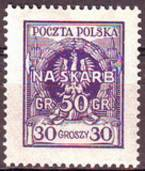 POCZTA POLSKA
NA SKARB
GR 50 GR
30 GROSZY 30